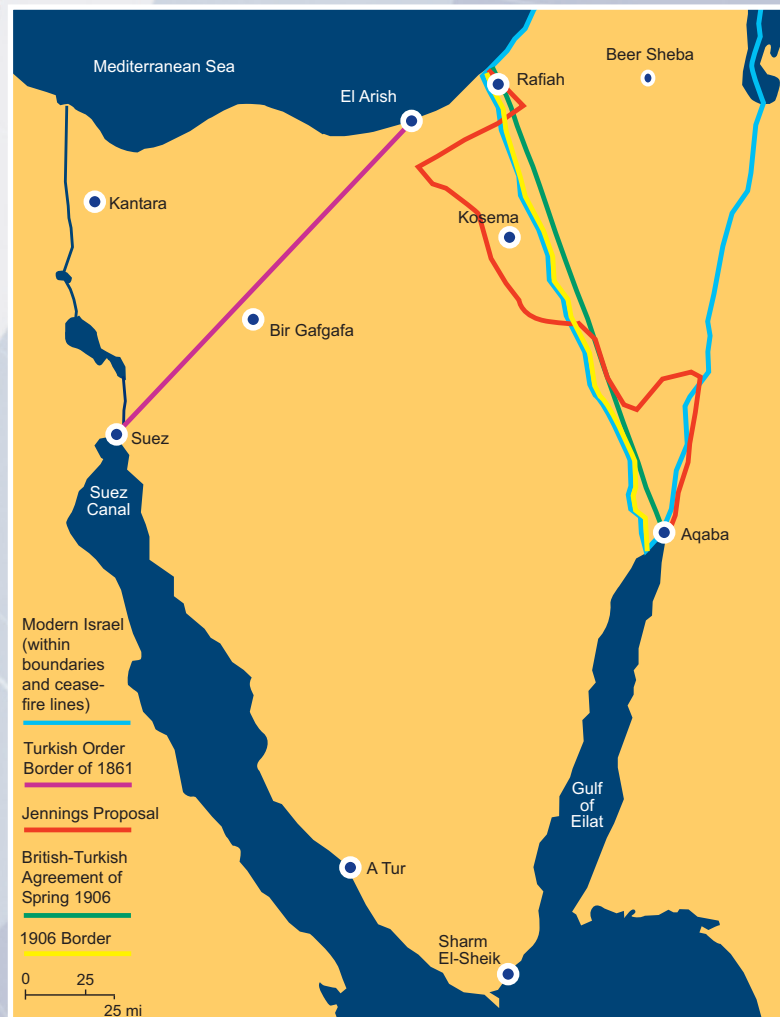 Mediterranean Sea
Beer Sheba
Rafiah
El Arish
Kantara
Kosema
Bir Gafgafa
Suez
Suez
Canal
Aqaba
Modern Israel
(within
boundaries
and cease-
fire lines)
Turkish Order
Border of 1861
Jennings Proposal
British-Turkish
Agreement of
Spring 1906
1906 Border
Gulf
of
Eilat
A Tur
Sharm
El-Sheik
0 25
25 mi